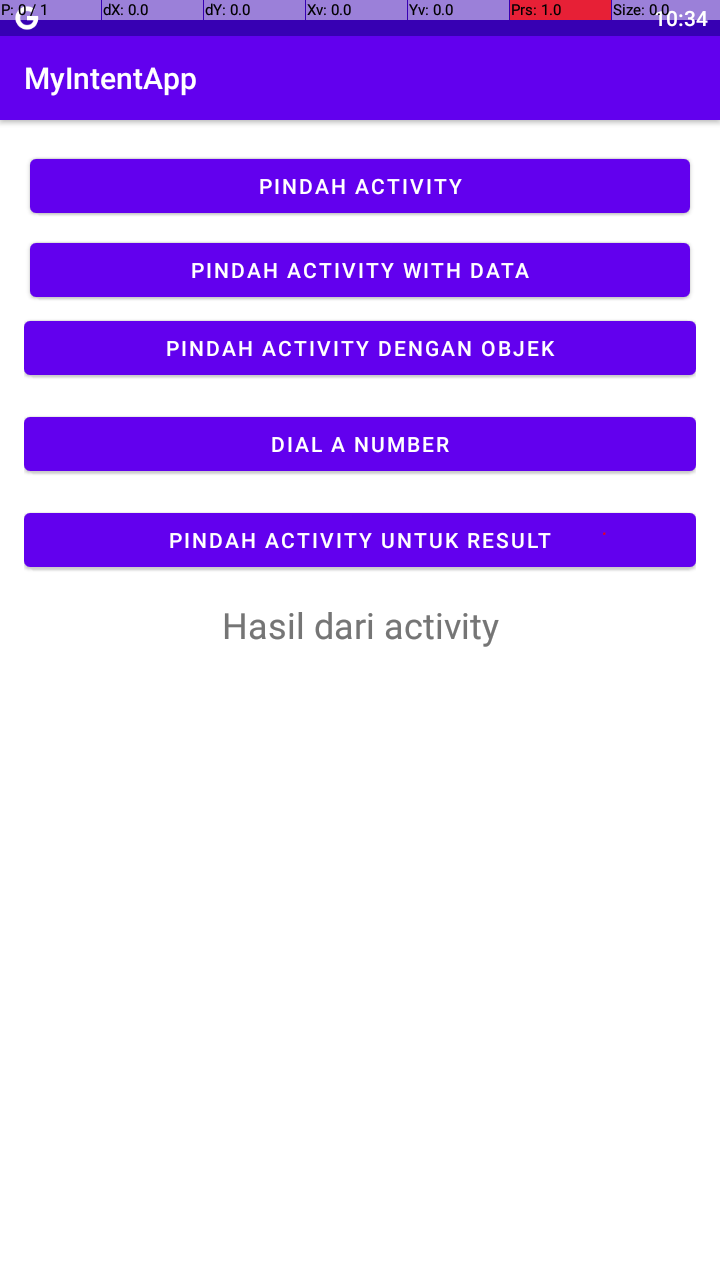 P: 0 / 1 dX: 0.0 dY: 0.0 Xv: 0.0 Yv: 0.0 Prs: 1.0 Size: 0.0
G 10:34
MyIntentApp
PINDAH ACTIVITY
PINDAH ACTIVITY WITH DATA
PINDAH ACTIVITY DENGAN OBJEK
DIAL A NUMBER
PINDAH ACTIVITY UNTUK RESULT
Hasil dari activity